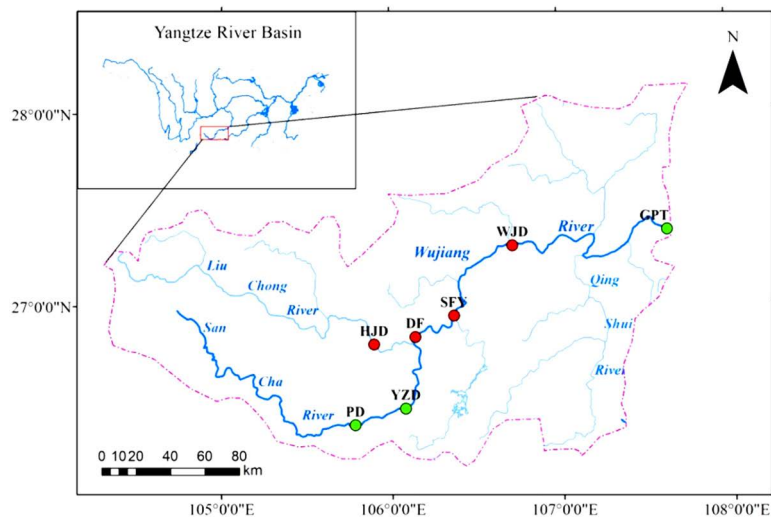 Yangtze River Basin
N
28°0'0"N
GPT
WJD
River
Wujiang
Liu
Qing
Chong
27°0'0"N
River
SFY
San
DF
Shui
HJD
Cha
River
YZD
River
PD
0 10 20 40 60 80
km
105°0'0"E
106°0'0"E
107°0'0"E
108°0'0"E